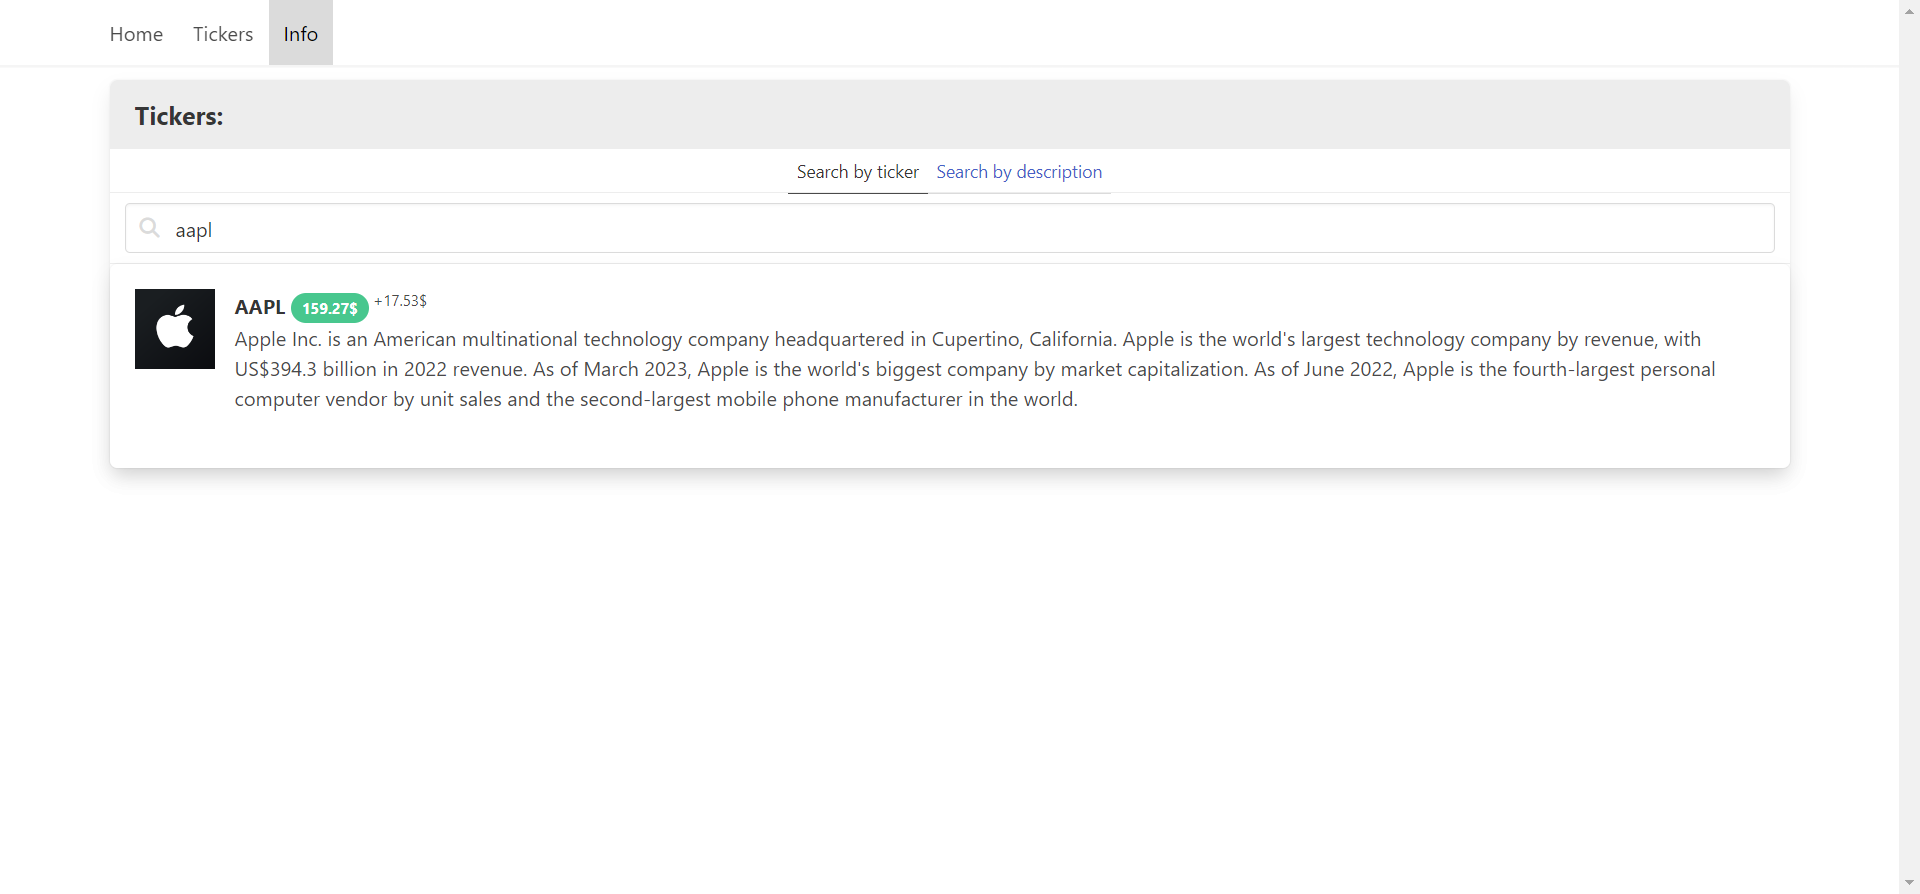 Home Tickers Info
Tickers:
Search by ticker Search by description
aapl
AAPL 159.27$ +17.53$
Apple Inc. is an American multinational technology company headquartered in Cupertino, California. Apple is the world's largest technology company by revenue, with
US$394.3 billion in 2022 revenue. As of March 2023, Apple is the world's biggest company by market capitalization. As of June 2022, Apple is the fourth-largest personal
computer vendor by unit sales and the second-largest mobile phone manufacturer in the world.